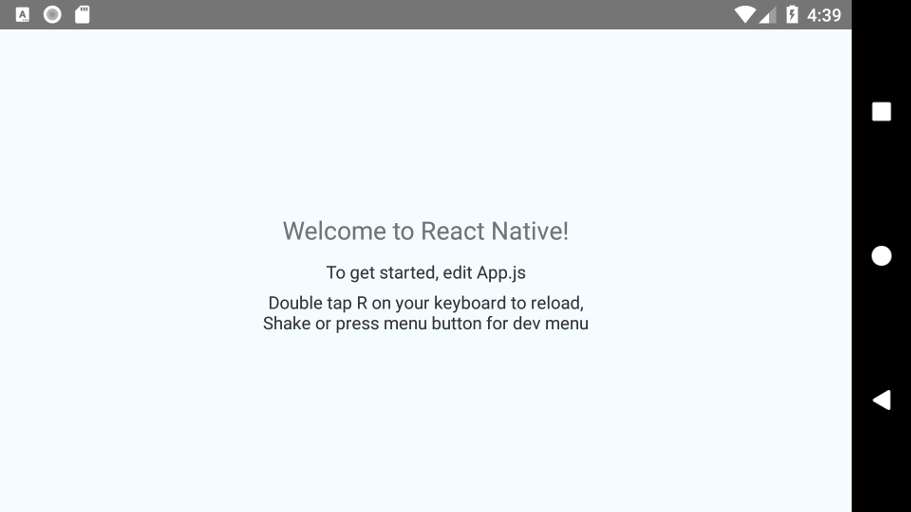 A
4:39
Welcome to React Native!
To get started, edit App.js
Double tap R on your keyboard to reload,
Shake or press menu button for dev menu